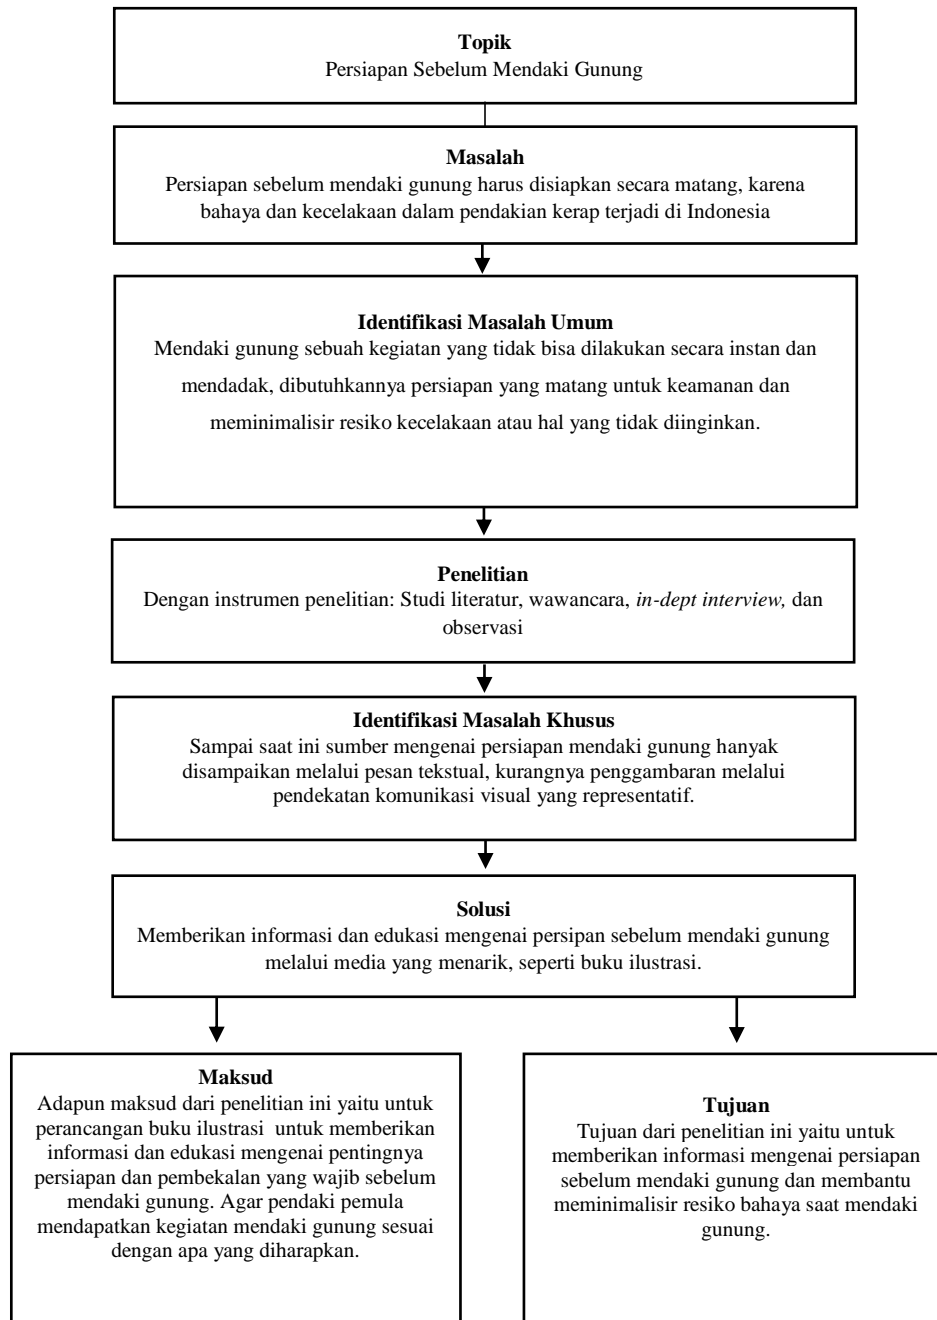 Topik
Persiapan Sebelum Mendaki Gunung
Masalah
Persiapan sebelum mendaki gunung harus disiapkan secara matang, karena
bahaya dan kecelakaan dalam pendakian kerap terjadi di Indonesia
Identifikasi Masalah Umum
Mendaki gunung sebuah kegiatan yang tidak bisa dilakukan secara instan dan
mendadak, dibutuhkannya persiapan yang matang untuk keamanan dan
meminimalisir resiko kecelakaan atau hal yang tidak diinginkan.
Penelitian
Dengan instrumen penelitian: Studi literatur, wawancara, in-dept interview, dan
observasi
Identifikasi Masalah Khusus
Sampai saat ini sumber mengenai persiapan mendaki gunung hanyak
disampaikan melalui pesan tekstual, kurangnya penggambaran melalui
pendekatan komunikasi visual yang representatif.
Solusi
Memberikan informasi dan edukasi mengenai persipan sebelum mendaki gunung
melalui media yang menarik, seperti buku ilustrasi.
Maksud
Adapun maksud dari penelitian ini yaitu untuk
perancangan buku ilustrasi untuk memberikan
informasi dan edukasi mengenai pentingnya
persiapan dan pembekalan yang wajib sebelum
mendaki gunung. Agar pendaki pemula
mendapatkan kegiatan mendaki gunung sesuai
dengan apa yang diharapkan.
Tujuan
Tujuan dari penelitian ini yaitu untuk
memberikan informasi mengenai persiapan
sebelum mendaki gunung dan membantu
meminimalisir resiko bahaya saat mendaki
gunung.